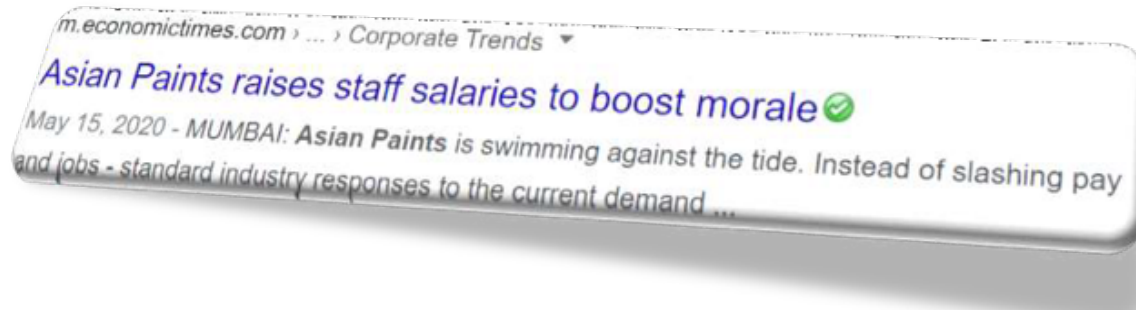 m.economictimes.com › ... › Corporate Trends
Asian Paints raises staff salaries to boost morale
May 15, 2020 - MUMBAI: Asian Paints is swimming against the tide. Instead of slashing pay
and jobs - standard industry responses to the current demand ...